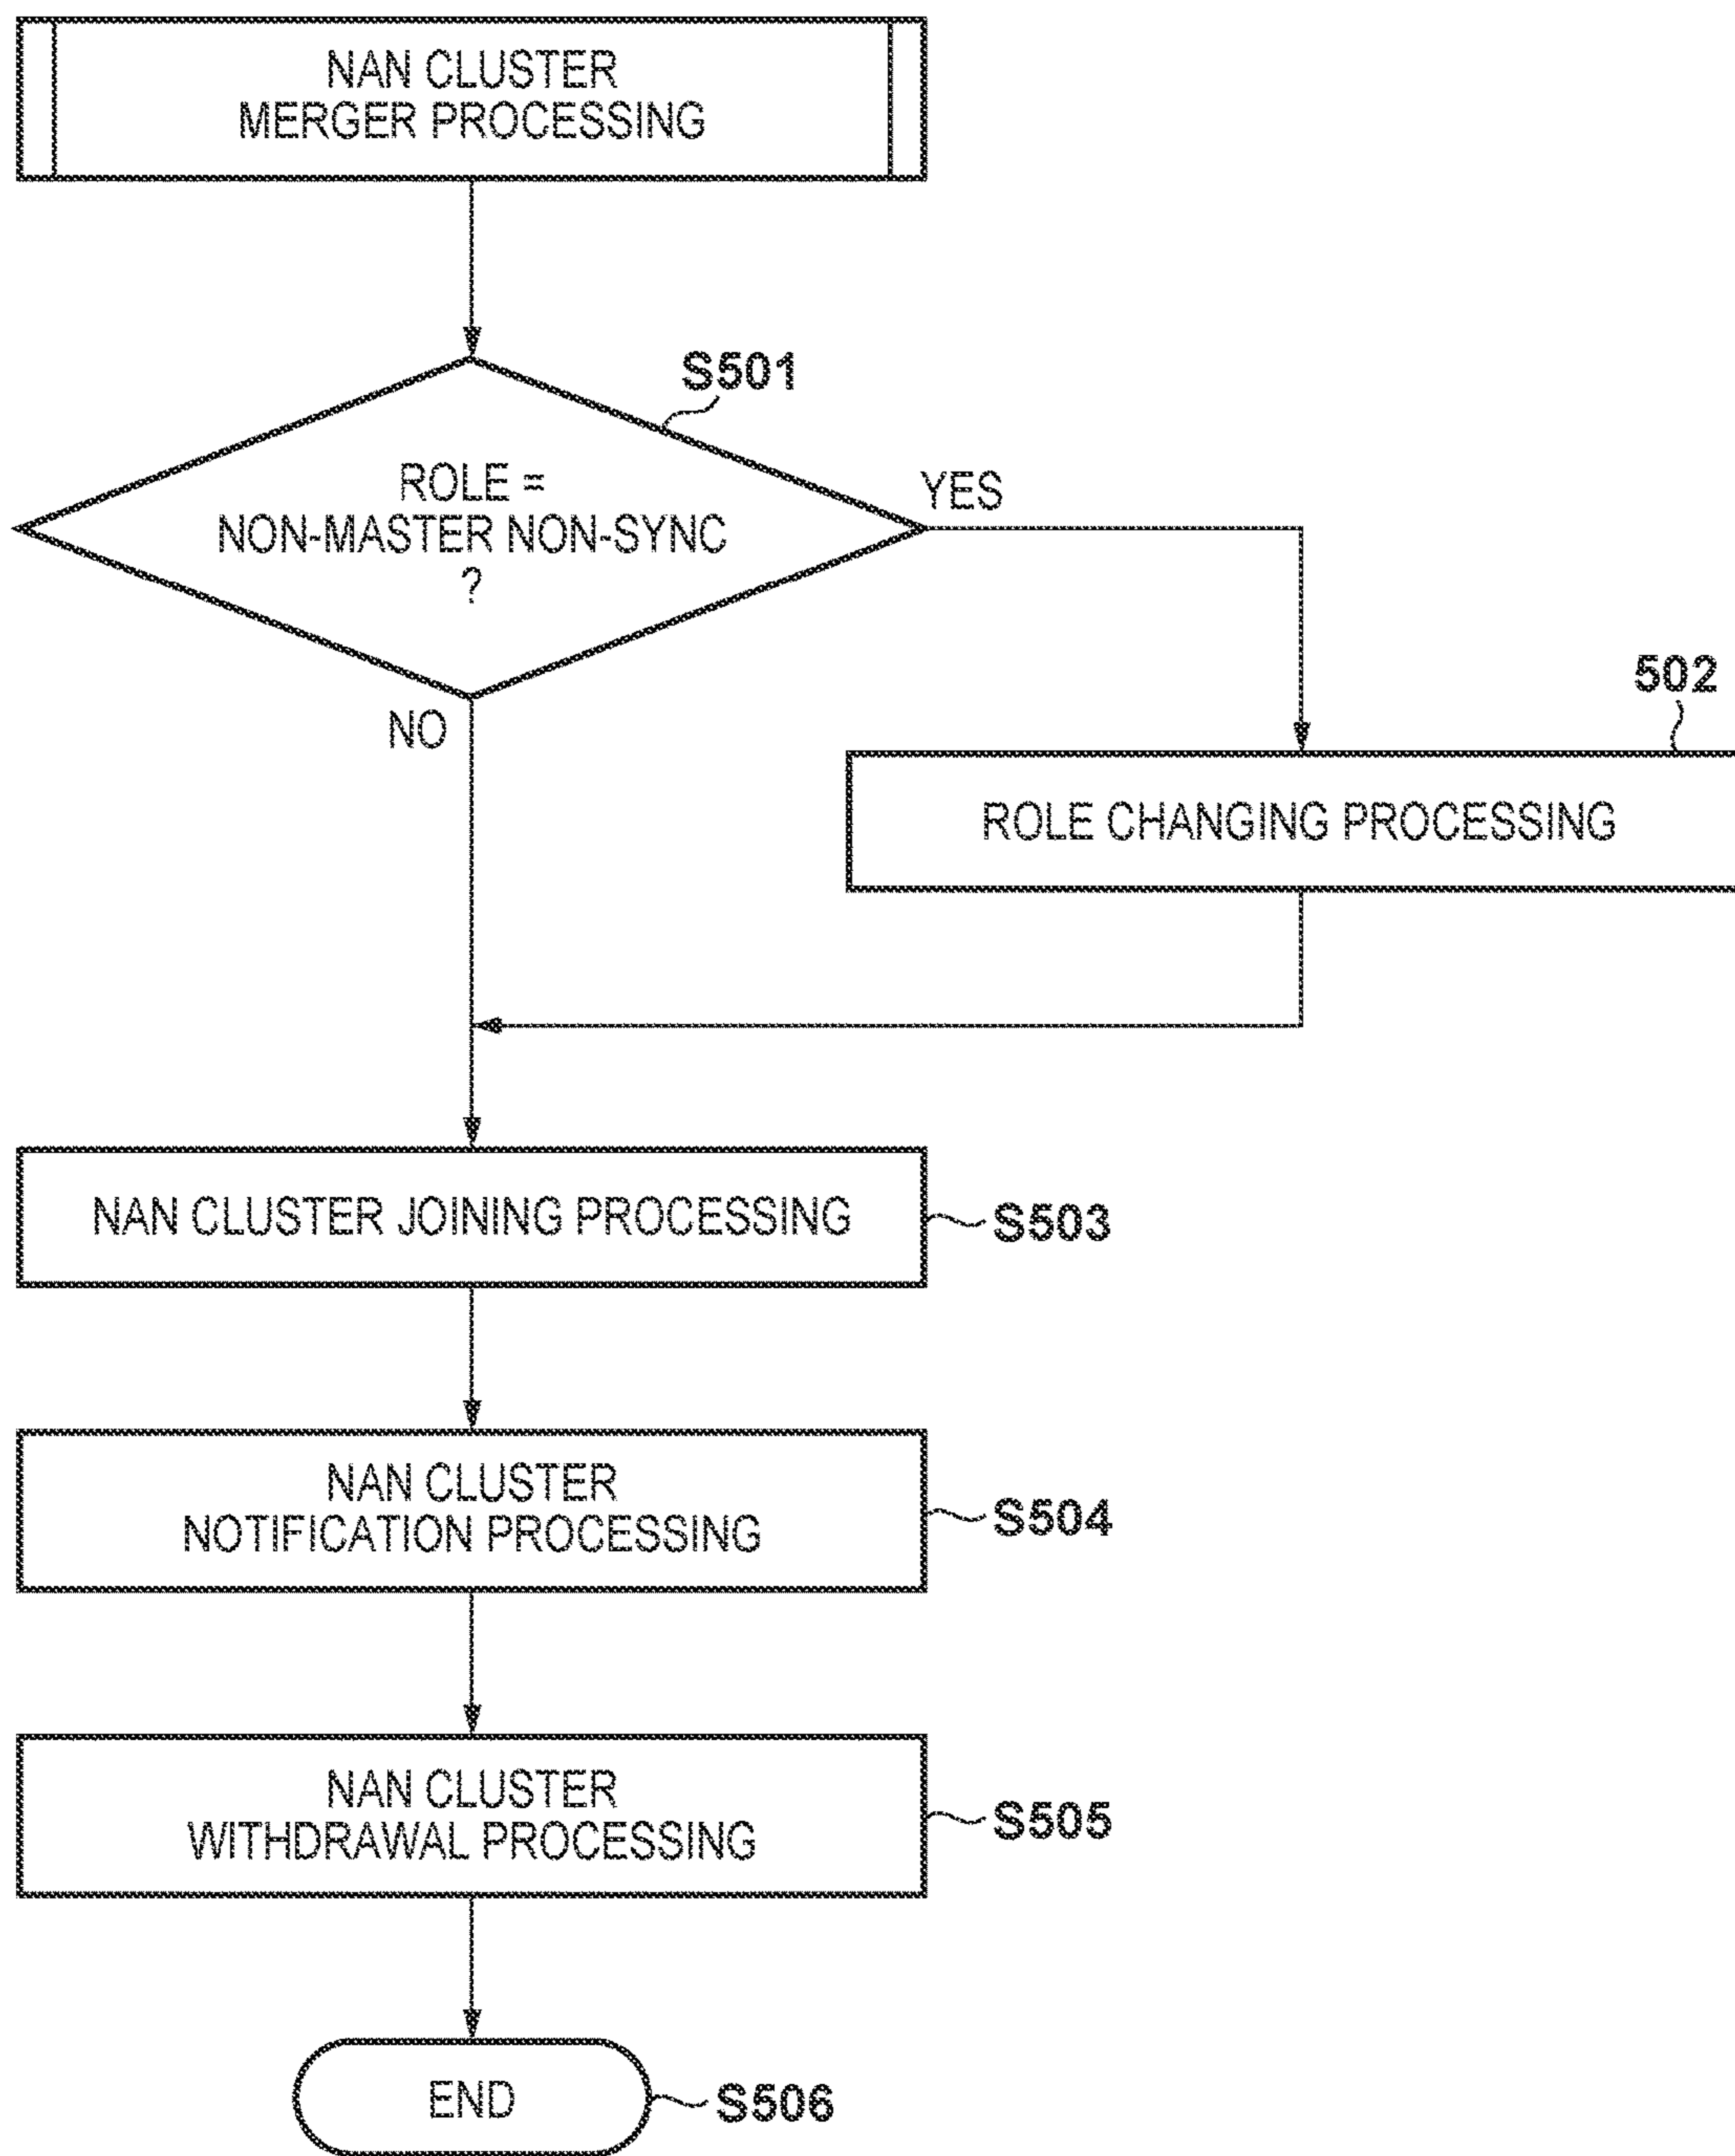 NAN CLUSTER
MERGER PROCESSING
S501
ROLE =
NON-MASTER NON-SYNC
?
YES
NO
502
ROLE CHANGING PROCESSING
NAN CLUSTER JOINING PROCESSING
S503
NAN CLUSTER
NOTIFICATION PROCESSING
S504
NAN CLUSTER
WITHDRAWAL PROCESSING
S505
END
S506